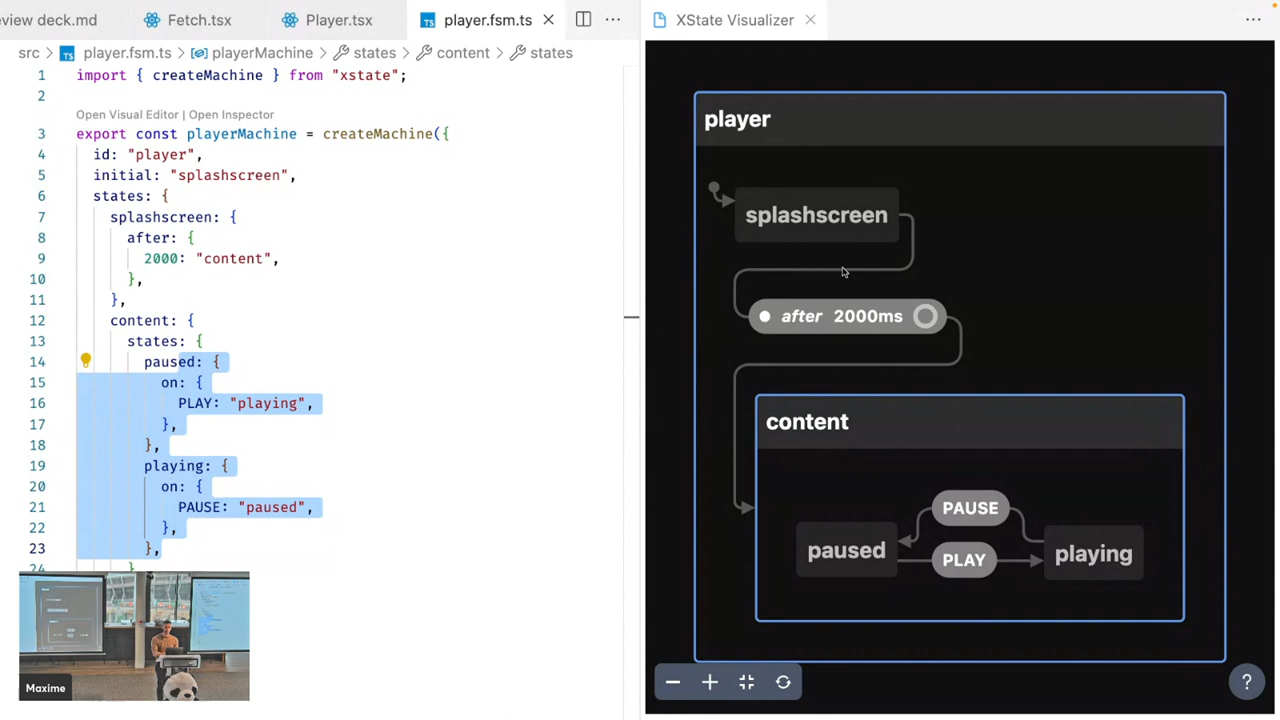 eview deck.md
Fetch.tsx
Player.tsx
TS player.fsm.ts
XState Visualizer
src > TS player.fsm.ts > playerMachine > states > content > states
1 import { createMachine } from "xstate";
2
Open Visual Editor | Open Inspector
3 export const playerMachine = createMachine({
4 id: "player",
5 initial: "splashscreen",
6 states: {
7 splashscreen: {
8 after: {
9 2000: "content",
10 },
11 },
12 content: {
13 states: {
14 paused: {
15 on: {
16 PLAY: "playing",
17 },
18 },
19 playing: {
20 on: {
21 PAUSE: "paused",
22 },
23 },
24 }
Maxime
player
splashscreen
after 2000ms
content
PAUSE
paused
playing
PLAY
?